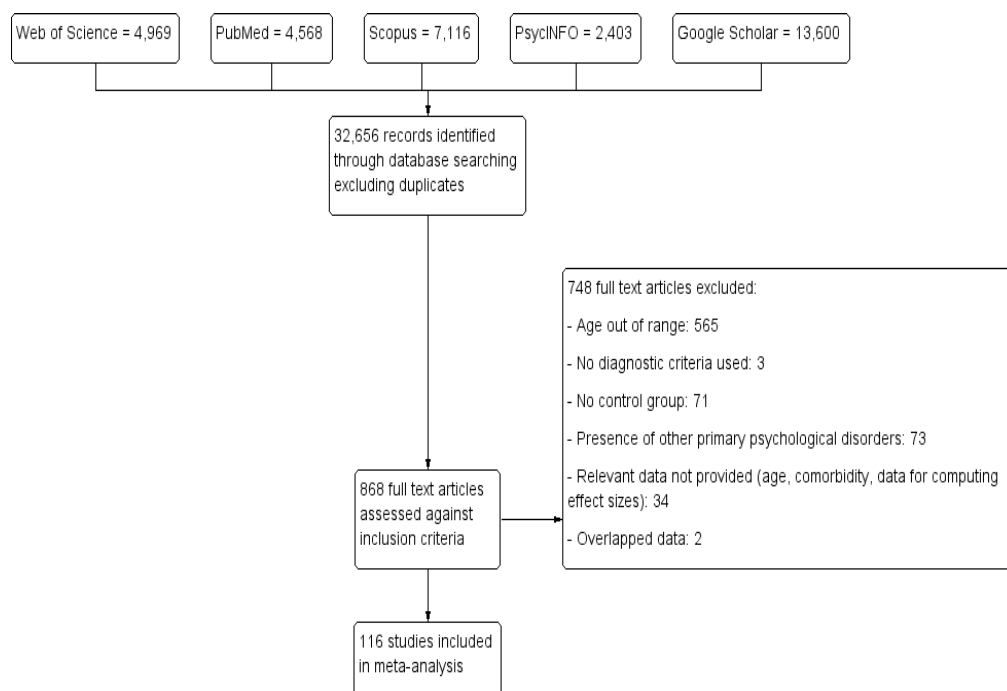 Web of Science = 4,969
PubMed = 4,568
Scopus = 7,116
PsycINFO = 2,403
Google Scholar = 13,600
32,656 records identified
through database searching
excluding duplicates
748 full text articles excluded:
- Age out of range: 565
- No diagnostic criteria used: 3
- No control group: 71
- Presence of other primary psychological disorders: 73
- Relevant data not provided (age, comorbidity, data for computing
effect sizes): 34
- Overlapped data: 2
868 full text articles
assessed against
inclusion criteria
116 studies included
in meta-analysis